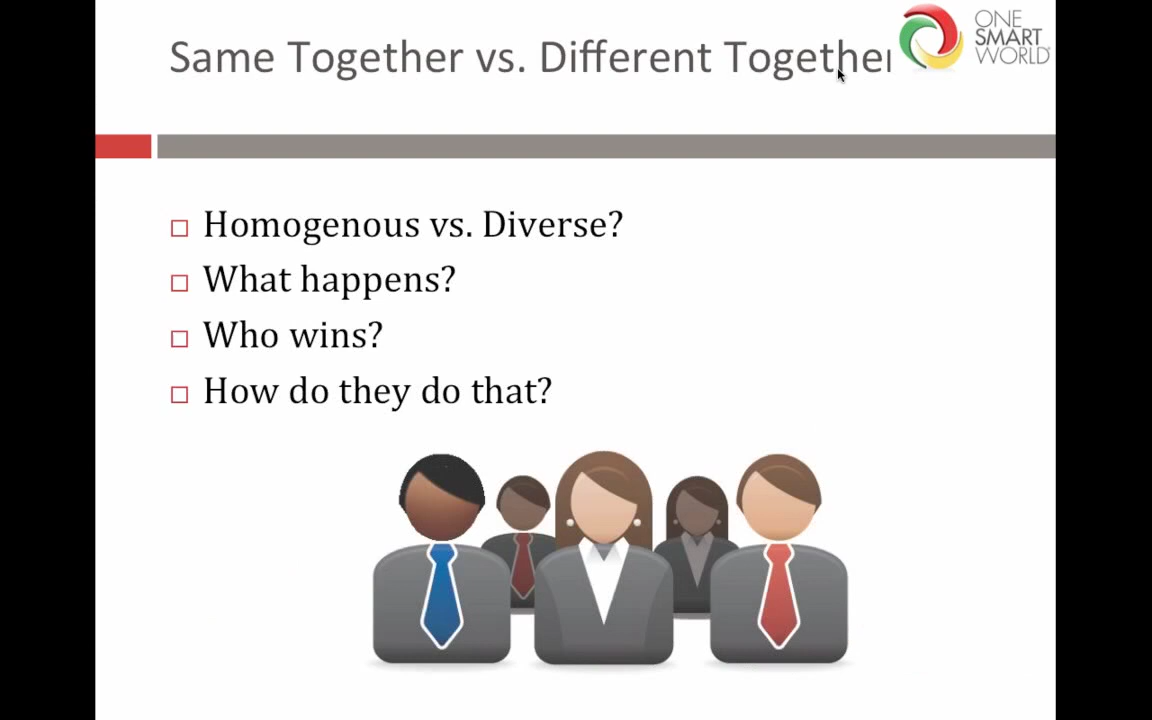 Same Together vs. Different Together
ONE
SMART
WORLD
Homogenous vs. Diverse?
What happens?
Who wins?
How do they do that?